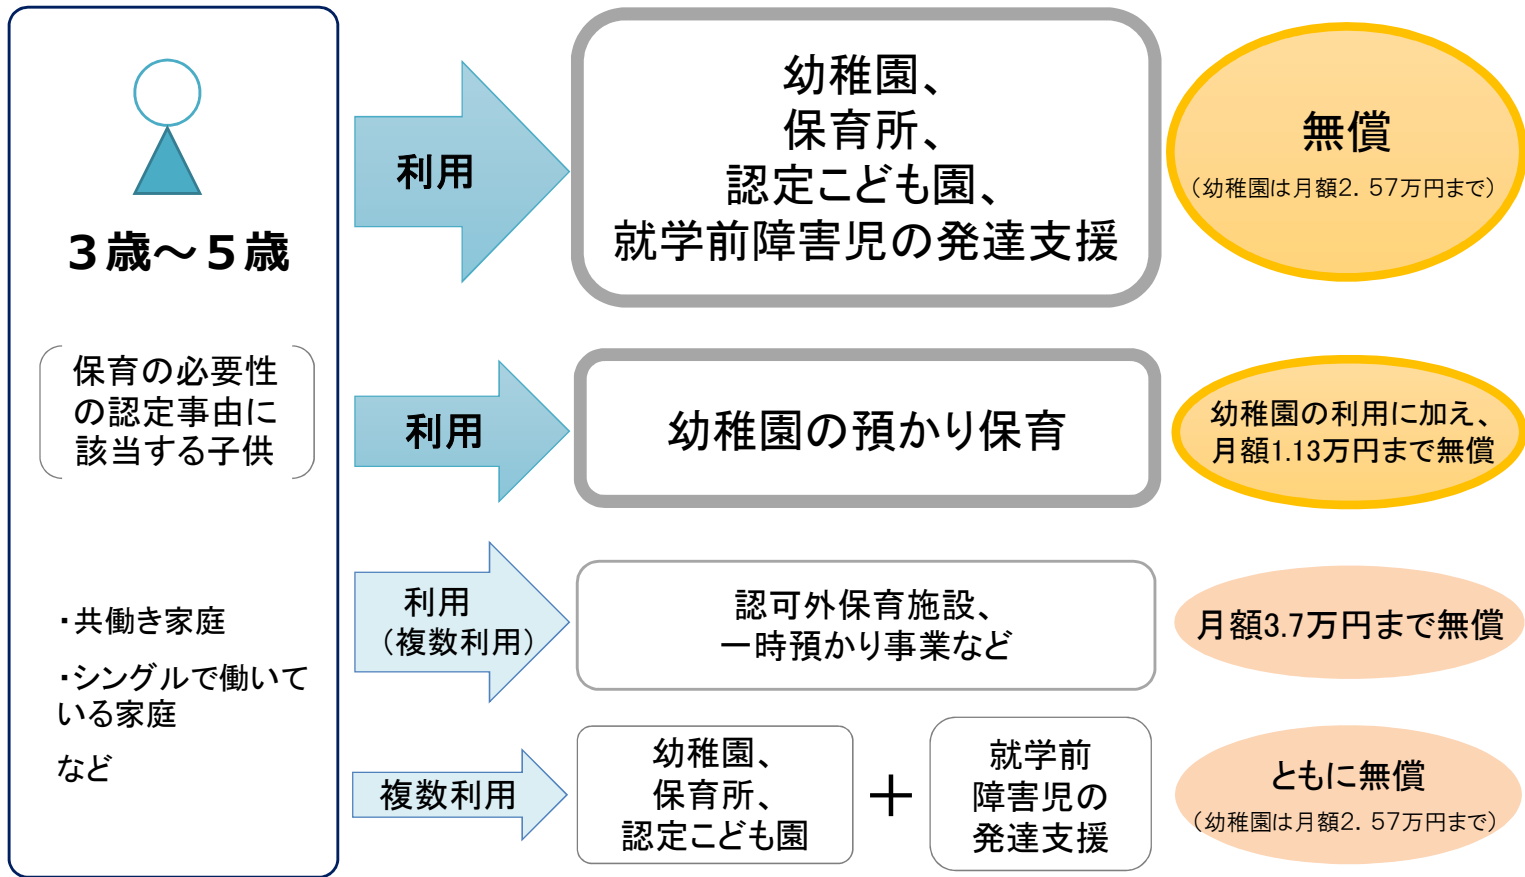 ３歳～５歳
保育の必要性
の認定事由に
該当する子供
・共働き家庭
・シングルで働いて
いる家庭
など
利用
幼稚園、
保育所、
認定こども園、
就学前障害児の発達支援
無償
（幼稚園は月額2．57万円まで）
利用
幼稚園の預かり保育
幼稚園の利用に加え、
月額1.13万円まで無償
利用
（複数利用）
認可外保育施設、
一時預かり事業など
月額3.7万円まで無償
複数利用
幼稚園、
保育所、
認定こども園
＋
就学前
障害児の
発達支援
ともに無償
（幼稚園は月額2．57万円まで）